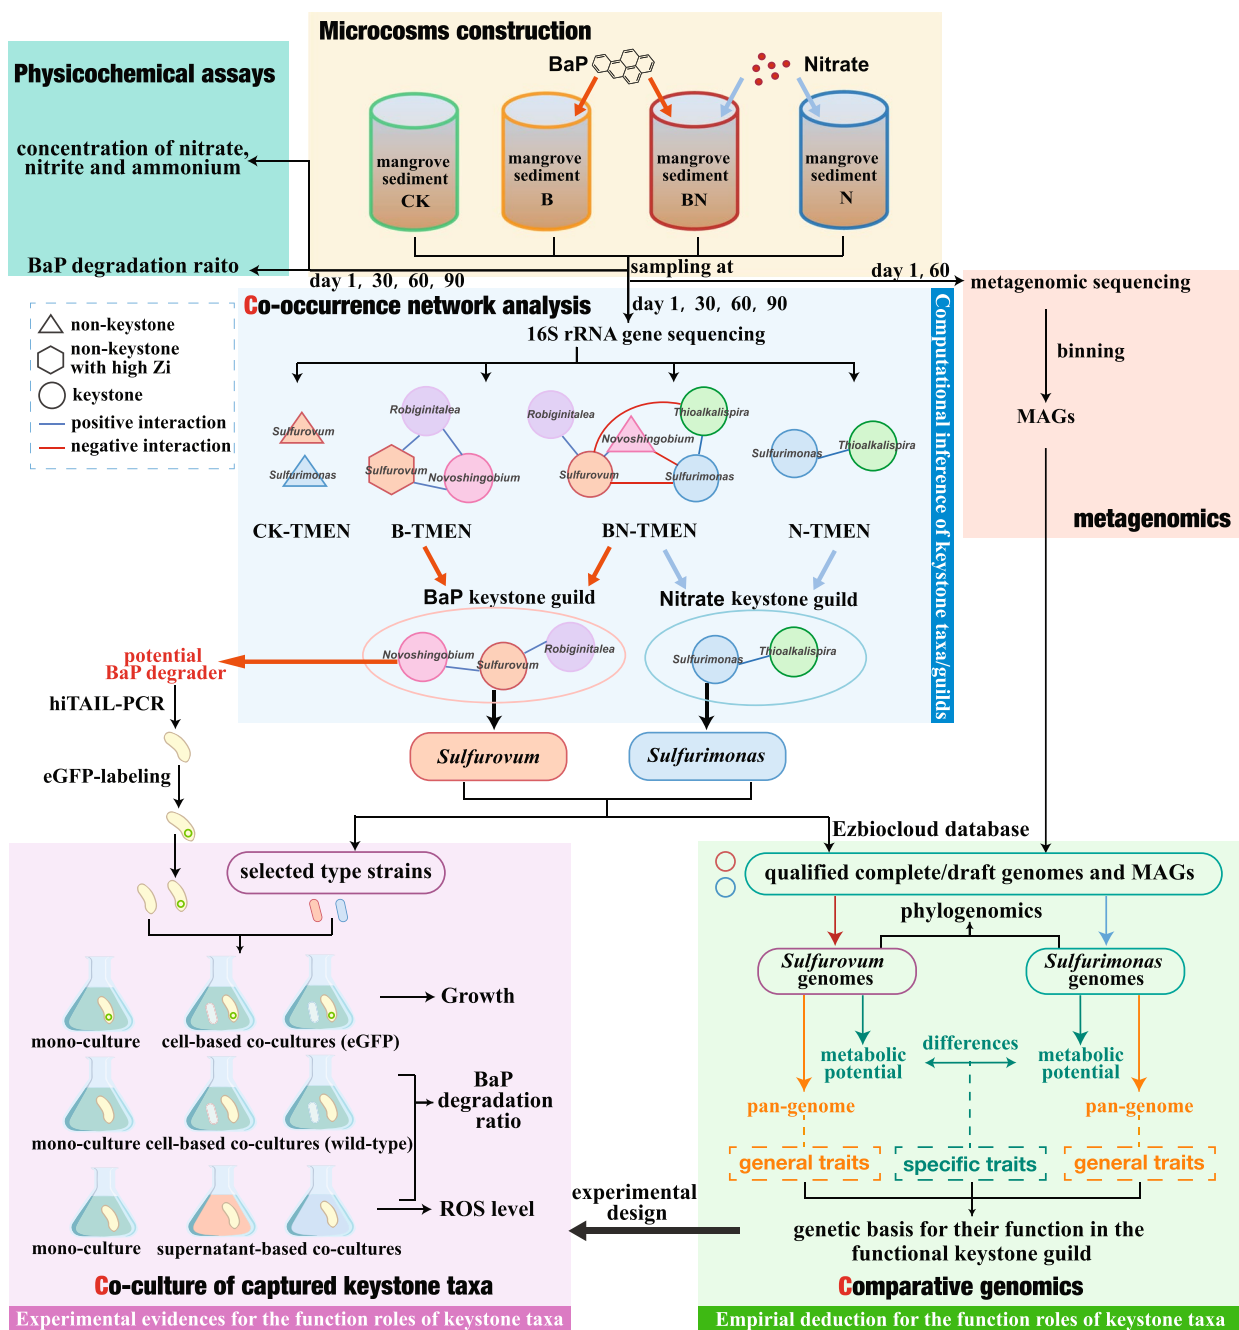 Microcosms construction
Physicochemical assays
BaP
Nitrate
concentration of nitrate,
nitrite and ammonium
BaP degradation raito
mangrove
sediment
CK
mangrove
sediment
B
mangrove
sediment
BN
mangrove
sediment
N
sampling at
day 1, 30, 60, 90
day 1, 60
day 1, 30, 60, 90
metagenomic sequencing
binning
MAGs
metagenomics
non-keystone
non-keystone
with high Zi
keystone
positive interaction
negative interaction
Co-occurrence network analysis
16S rRNA gene sequencing
Computational inference of keystone taxa/guilds
Sulfurovum
Sulfurimonas
Robiginitalea
Sulfurovum
Novoshingobium
Robiginitalea
Thioalkalispira
Novoshingobium
Sulfurovum
Sulfurimonas
Sulfurimonas
Thioalkalispira
CK-TMEN
B-TMEN
BN-TMEN
N-TMEN
BaP keystone guild
Nitrate keystone guild
Novoshingobium
Sulfurovum
Robiginitalea
Sulfurimonas
Thioalkalispira
potential
BaP degrader
hiTAIL-PCR
eGFP-labeling
Sulfurovum
Sulfurimonas
Ezbiocloud database
selected type strains
qualified complete/draft genomes and MAGs
phylogenomics
Sulfurovum
genomes
Sulfurimonas
genomes
differences
metabolic
potential
metabolic
potential
pan-genome
pan-genome
general traits
specific traits
general traits
genetic basis for their function in the
functional keystone guild
Comparative genomics
Empirial deduction for the function roles of keystone taxa
experimental
design
Growth
mono-culture
cell-based co-cultures (eGFP)
BaP
degradation
ratio
mono-culture
cell-based co-cultures (wild-type)
ROS level
mono-culture
supernatant-based co-cultures
Co-culture of captured keystone taxa
Experimental evidences for the function roles of keystone taxa